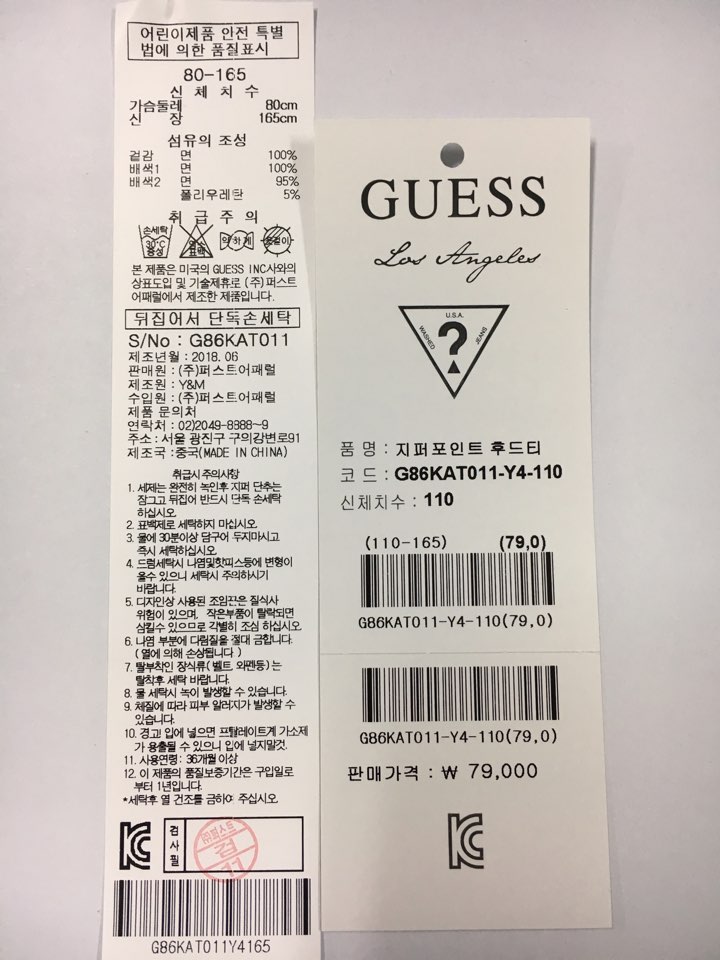 어린이제품 안전 특별
법에 의한 품질표시
80-165
신 체 치 수
가슴둘레 80cm
신 장 165cm
섬유의 조성
겉감 면 100%
배색1 면 100%
배색2 면 95%
폴리우레탄 5%
취 급 주 의
손세탁
30°C
중성
약하게
본 제품은 미국의 GUESS INC사와의
상표도입 및 기술제휴로 (주)퍼스트
어패럴에서 제조한 제품입니다.
뒤집어서 단독손세탁
S/No : G86KAT011
제조년월 : 2018. 06
판매원 : (주)퍼스트어패럴
제조원 : Y&M
수입원 : (주)퍼스트어패럴
제품 문의처
연락처 : 02)2049-8888~9
주소 : 서울 광진구 구의강변로91
제조국 :중국(MADE IN CHINA)
취급시 주의사항
1. 세제는 완전히 녹인후 지퍼 단추는
장그고 뒤집어 반드시 단독 손세탁
하십시오.
2. 표백제로 세탁하지 마십시오.
3. 물에 30분이상 담구어 두지마시고
즉시 세탁하십시오.
4. 드럼세탁시 나염및핫피스등에 변형이
올수 있으니 세탁시 주의하시기
바랍니다.
5. 디자인상 사용된 조임끈은 질식사
위험이 있으며, 작은부품이 탈락되면
삼킬수 있으므로 각별히 조심 하십시오.
6. 나염 부분에 다림질을 절대 금합니다.
( 열에 의해 손상됩니다 )
7. 탈부착인 장식류( 벨트, 와펜등) 는
탈착후 세탁 바랍니다.
8. 물 세탁시 녹이 발생할 수 있습니다.
9. 체질에 따라 피부 알러지가 발생할 수
있습니다.
10. 경고! 입에 넣으면 프탈레이트계 가소제
가 용출될 수 있으니 입에 넣지말것.
11. 사용연령: 36개월 이상
12. 이 제품의 품질보증기간은 구입일로
부터 1년입니다.
*세탁후 열 건조를 금하여 주십시오.
검
사
필
(주)퍼스트
검
11
G86KAT011Y4165
GUESS
Los Angeles
U.S.A.
WASHED
?
JEANS
품 명 : 지퍼포인트 후드티
코 드 : G86KAT011-Y4-110
신체치수 : 110
(110-165) (79,0)
G86KAT011-Y4-110(79,0)
G86KAT011-Y4-110(79,0)
판매가격 : ₩ 79,000